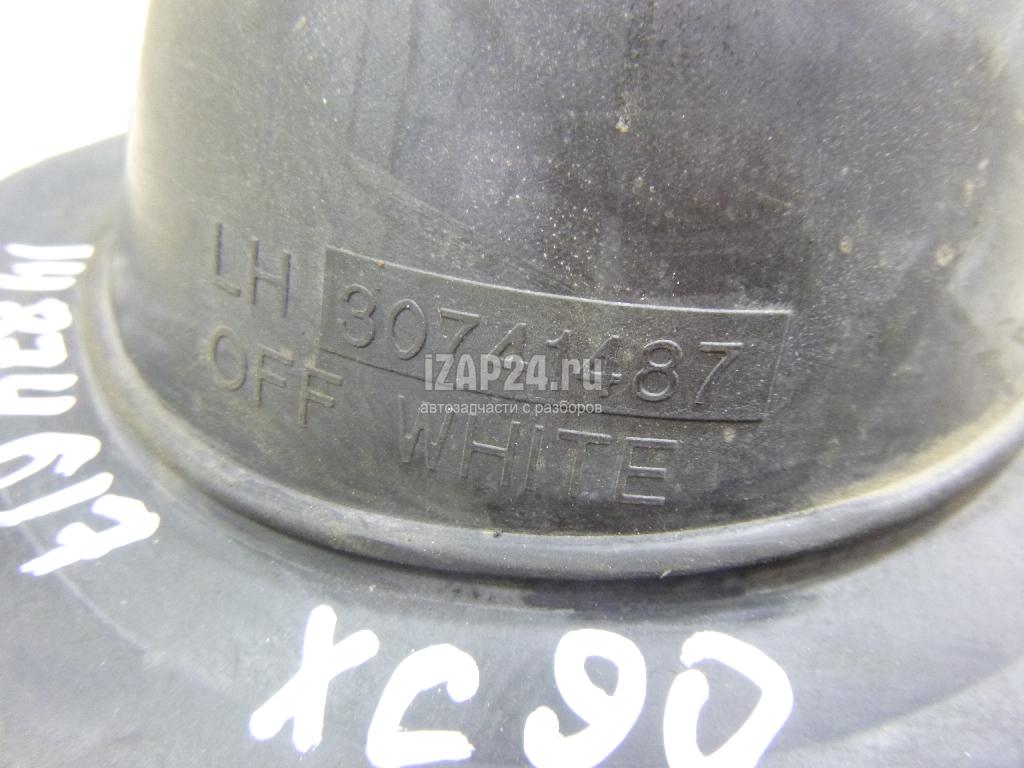 LH 30741487
OFF WHITE
iZAP24.ru
автозапчасти с разборов
XC90